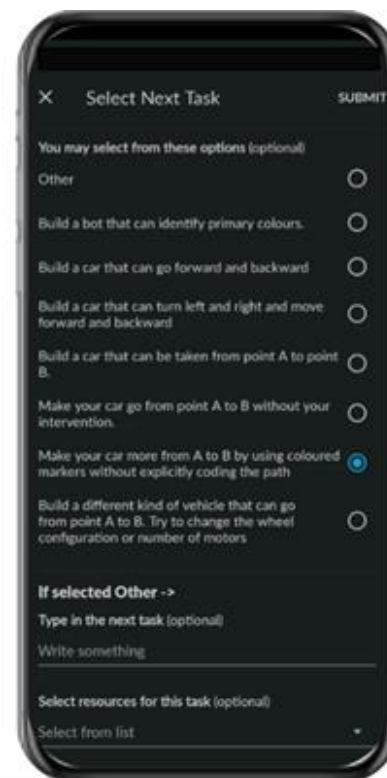 Select Next Task SUBMIT
You may select from these options (optional)
Other
Build a bot that can identify primary colours.
Build a car that can go forward and backward
Build a car that can turn left and right and move
forward and backward
Build a car that can be taken from point A to point
B.
Make your car go from point A to B without your
intervention.
Make your car more from A to B by using coloured
markers without explicitly coding the path
Build a different kind of vehicle that can go
from point A to B. Try to change the wheel
configuration or number of motors
If selected Other ->
Type in the next task (optional)
Write something
Select resources for this task (optional)
Select from list